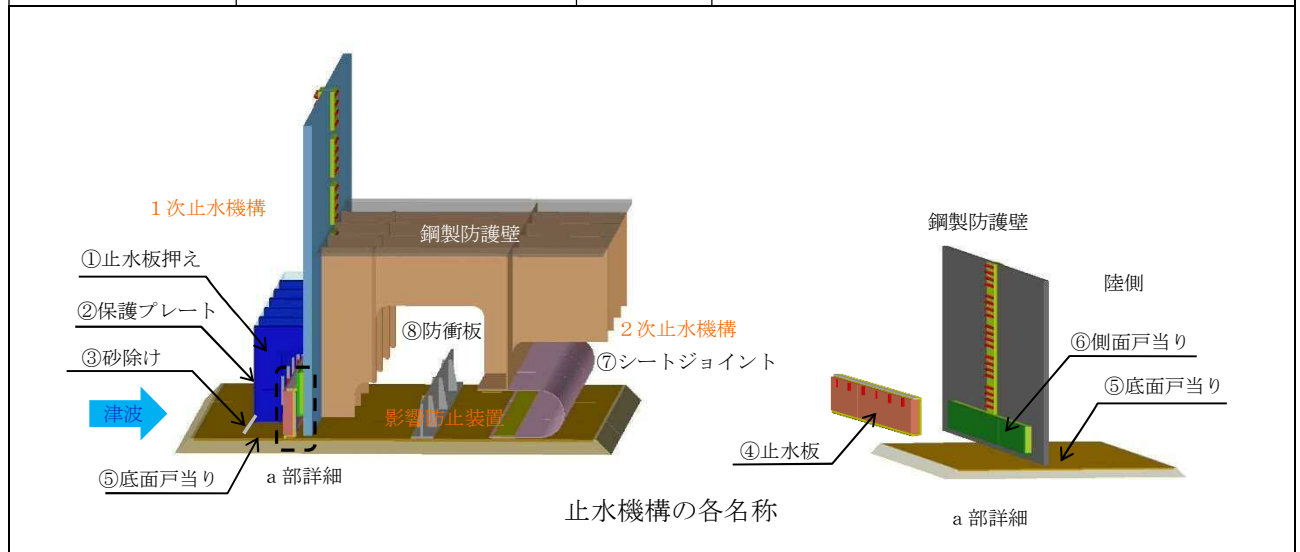 1次止水機構
鋼製防護壁
①止水板押え
②保護プレート
③砂除け
津波
⑤底面戸当り
a 部詳細
⑧防衝板
影響防止装置
2次止水機構
⑦シートジョイント
鋼製防護壁
陸側
⑥側面戸当り
⑤底面戸当り
④止水板
a 部詳細
止水機構の各名称